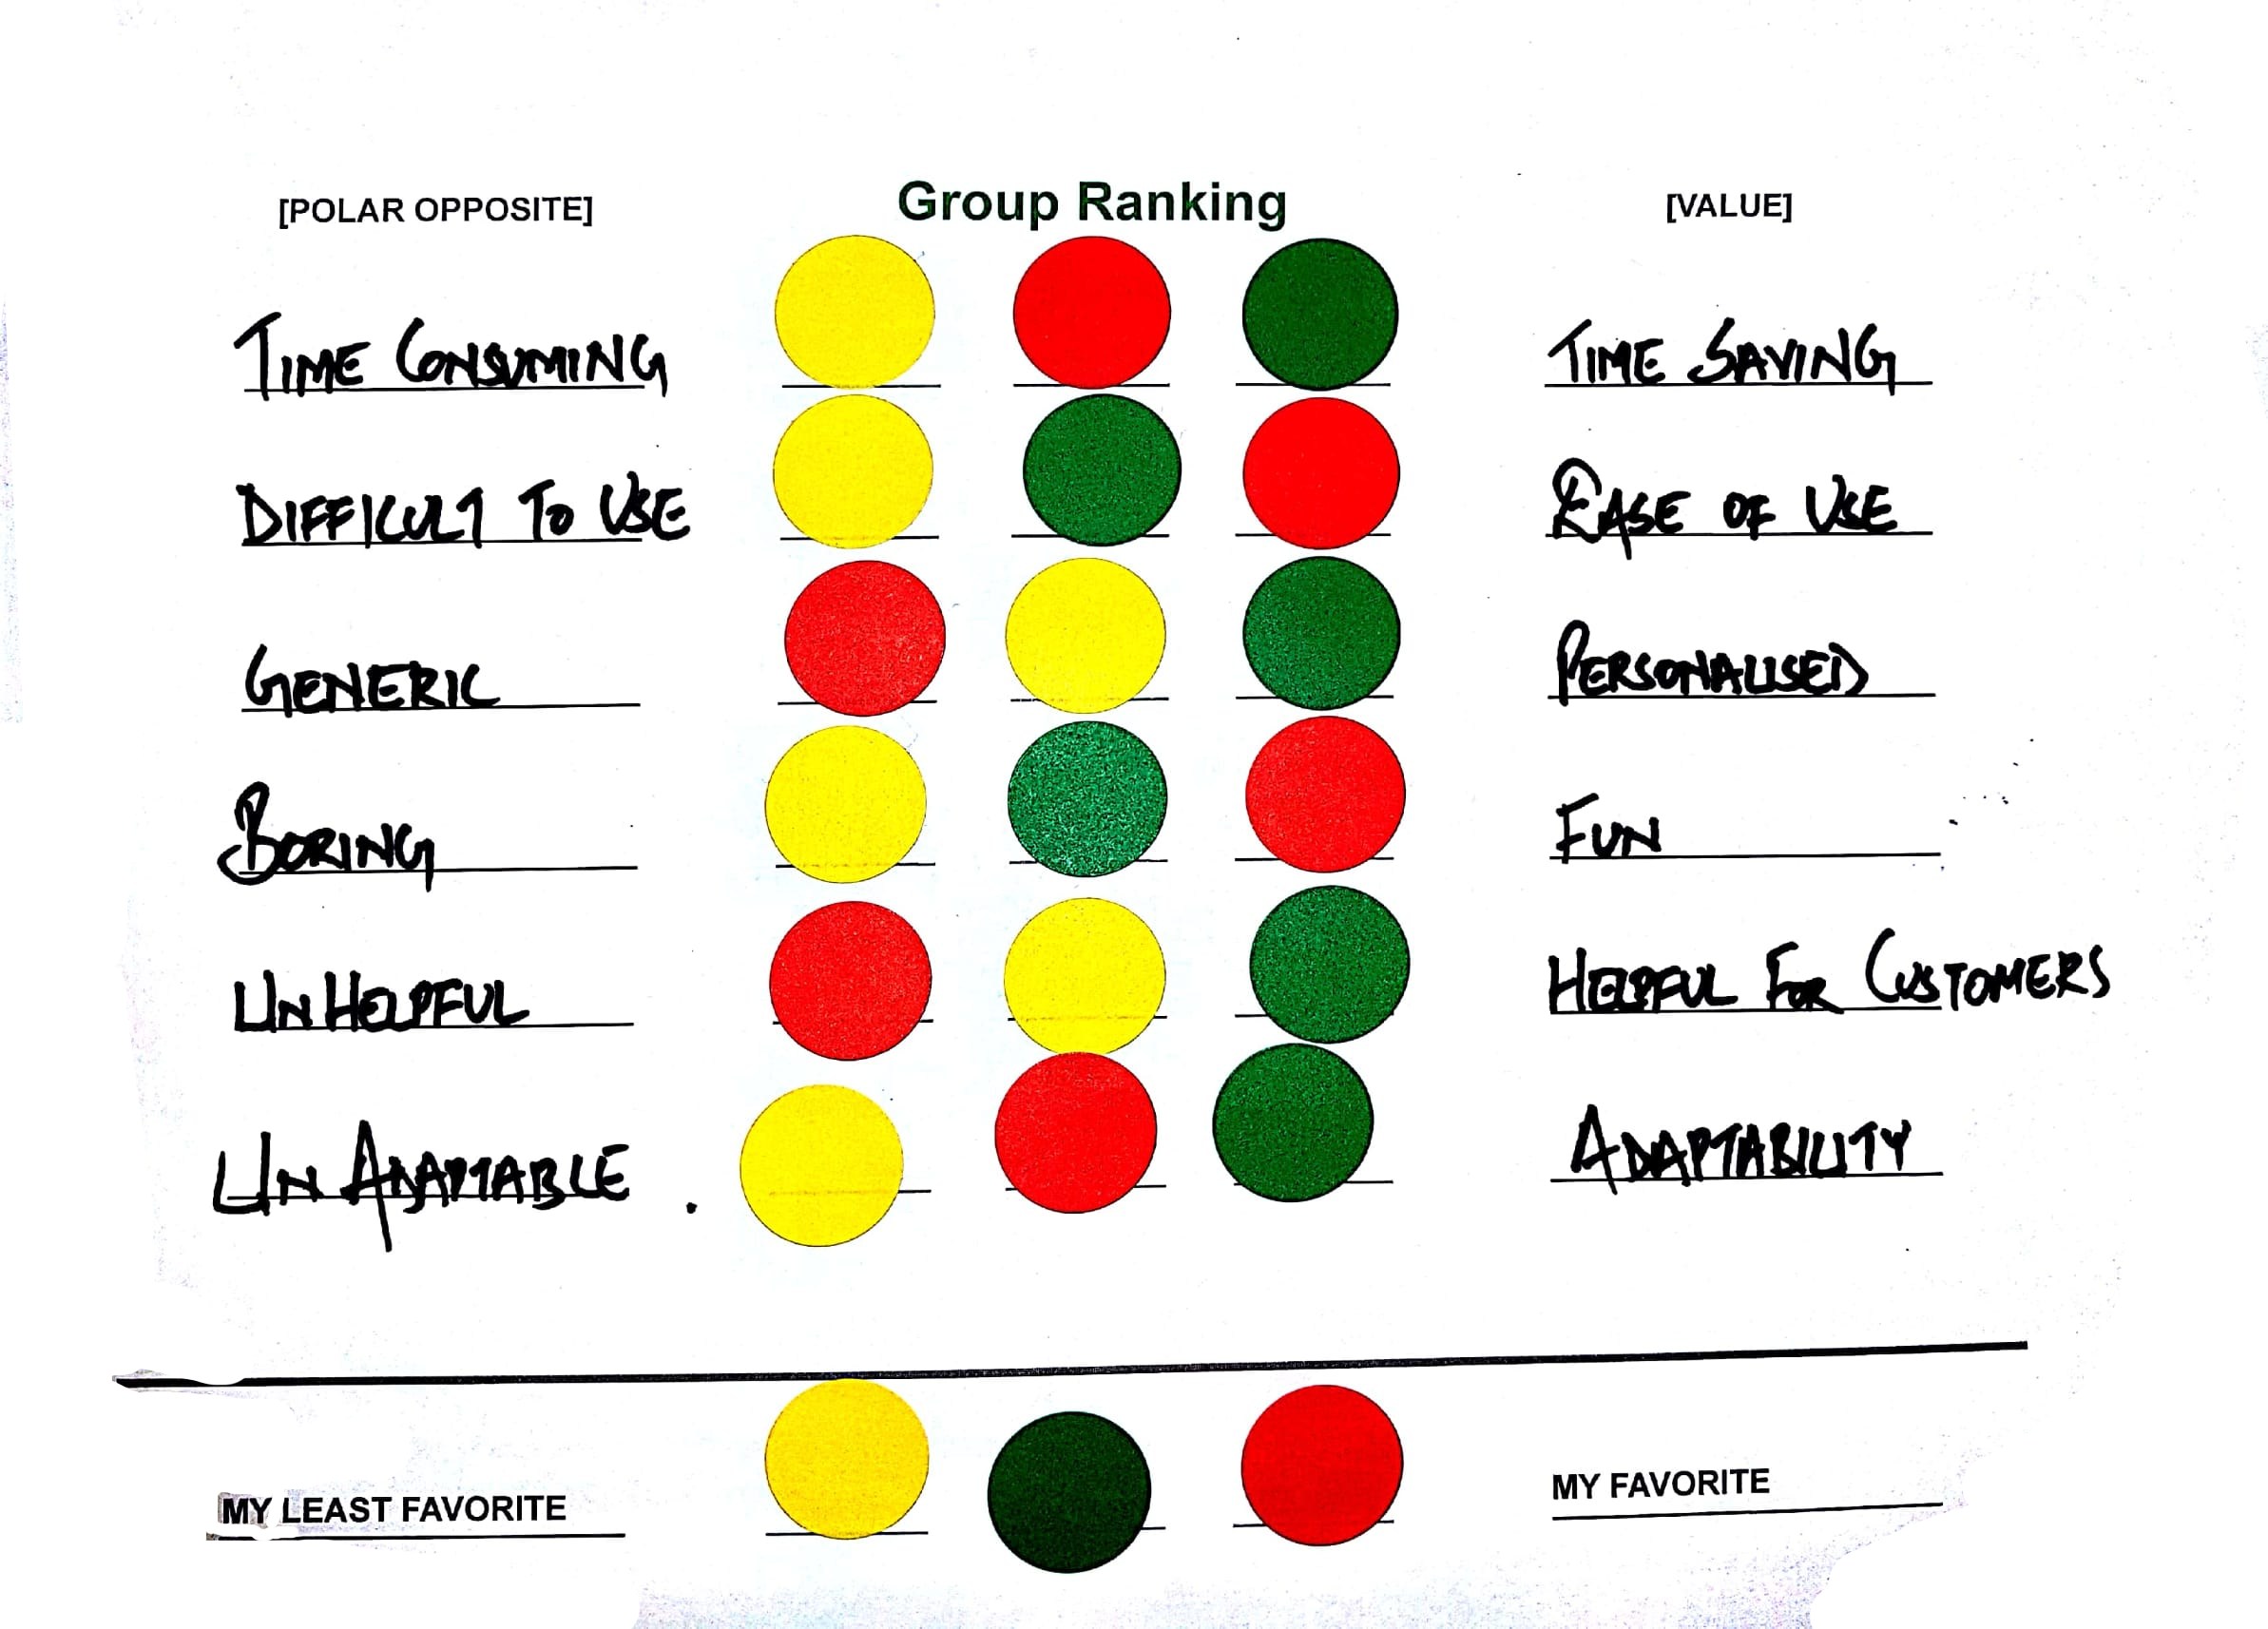 [POLAR OPPOSITE] Group Ranking [VALUE]
TIME CONSUMING TIME SAVING
DIFFICULT TO USE EASE OF USE
GENERIC PERSONALISED
BORING FUN
UNHELPFUL HELPFUL FOR CUSTOMERS
UNADAPTABLE . ADAPTABILITY
MY LEAST FAVORITE MY FAVORITE